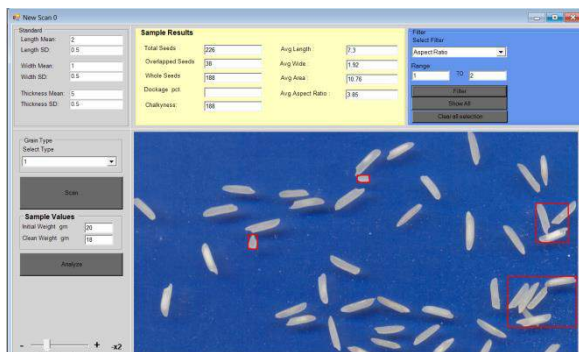 New Scan 0
Standard
Length Mean: 2
Length SD: 0.5
Width Mean: 1
Width SD: 0.5
Thickness Mean: 5
Thickness SD: 0.5
Sample Results
Total Seeds 226
Overlapped Seeds 38
Whole Seeds 188
Dockage pct.
Chalkyness: 188
Avg Length : 7.3
Avg Wide : 1.92
Avg Area : 10.76
Avg Aspect Ratio : 3.85
Filter
Select Filter
Aspect Ratio
Range:
1 TO 2
Filter
Show All
Clear all selection
Grain Type
Select Type
1
Scan
Sample Values
Initial Weight gm 20
Clean Weight gm 18
Analyze
- + -x2